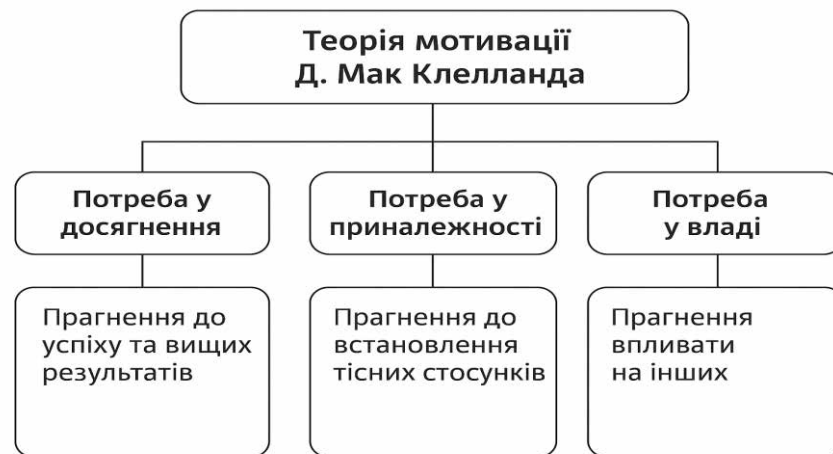 Теорія мотивації
Д. Мак Клелланда
Потреба у
досягнення
Потреба у
приналежності
Потреба
у владі
Прагнення до
успіху та вищих
результатів
Прагнення до
встановлення
тісних стосунків
Прагнення
впливати
на інших